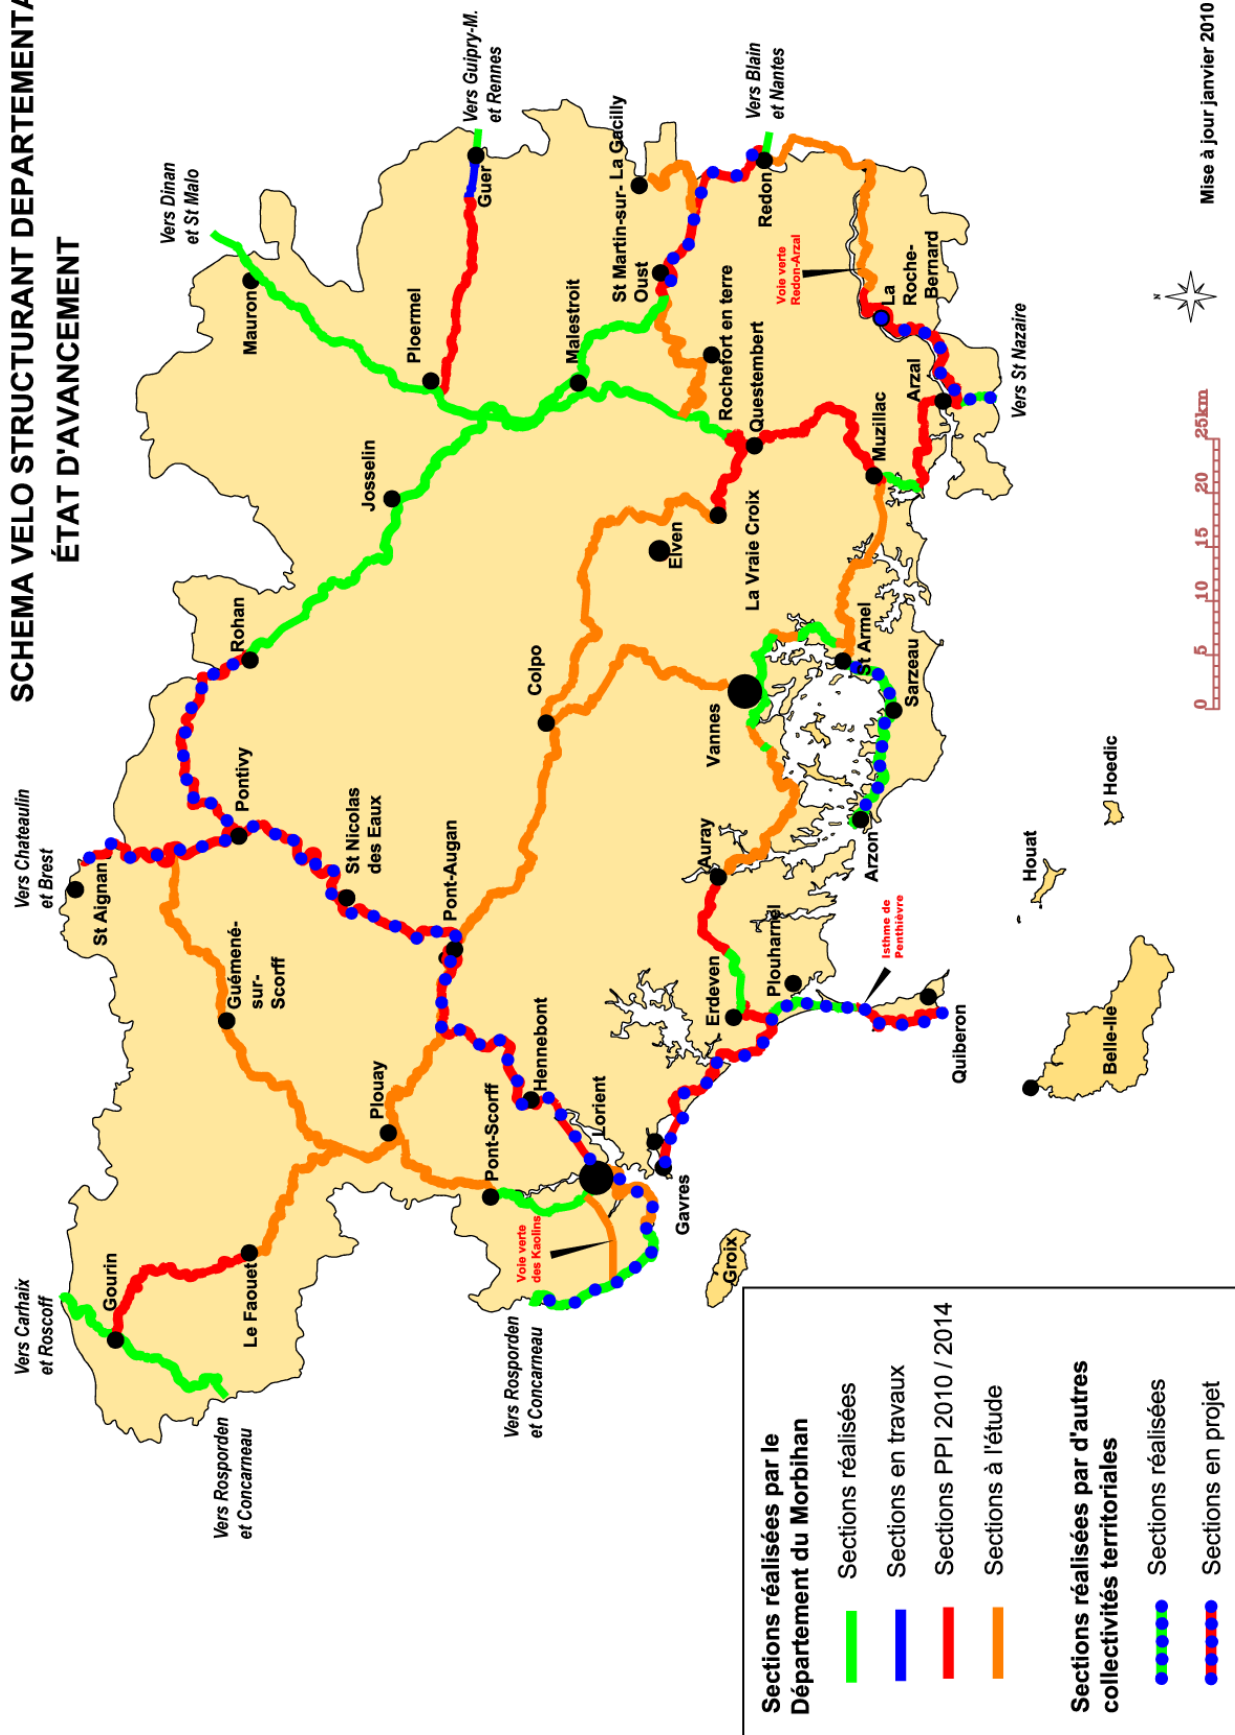 SCHEMA VELO STRUCTURANT DEPARTEMENTA
ÉTAT D'AVANCEMENT
Vers Carhaix
et Roscoff
Vers Chateaulin
et Brest
Vers Dinan
et St Malo
Vers Guipry-M.
et Rennes
Vers Rosporden
et Concarneau
Gourin
Le Faouet
St Aignan
Guémené-
sur-
Scorff
Pontivy
Rohan
St Nicolas
des Eaux
Josselin
Mauron
Ploermel
Guer
Plouay
Pont-Augan
Colpo
Malestroit
St Martin-sur-
Oust
La Gacilly
Pont-Scorff
Hennebont
Lorient
Voie verte
des Kaolins
Vers Rosporden
et Concarneau
Gavres
Groix
Elven
Rochefort en terre
Questembert
La Vraie Croix
Redon
Vers Blain
et Nantes
Voie verte
Redon-Arzal
La
Roche-
Bernard
Arzal
Muzillac
Vers St Nazaire
Vannes
Auray
St Armel
Sarzeau
Arzon
Erdeven
Plouharnel
Isthme de
Penthièvre
Quiberon
Belle-Ile
Houat
Hoedic
0 5 10 15 20 25km
N
Mise à jour janvier 2010
Sections réalisées par le
Département du Morbihan
Sections réalisées
Sections en travaux
Sections PPI 2010 / 2014
Sections à l'étude
Sections réalisées par d'autres
collectivités territoriales
Sections réalisées
Sections en projet